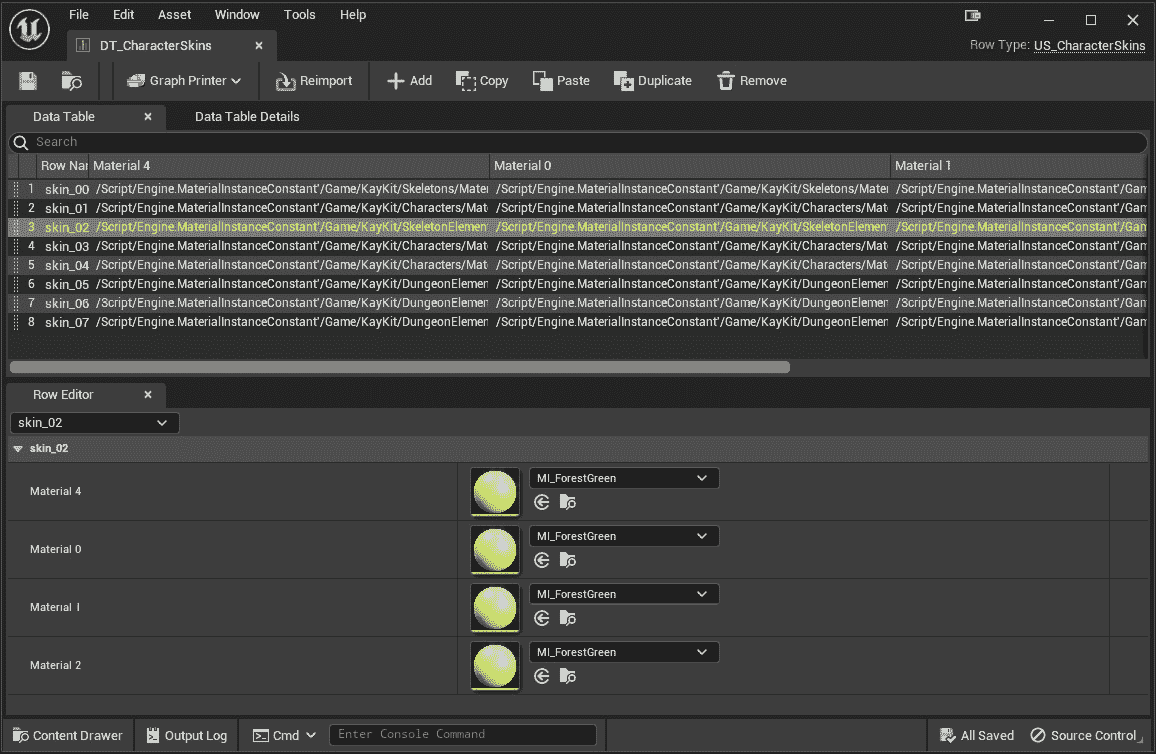 File Edit Asset Window Tools Help
DT_CharacterSkins
Row Type: US_CharacterSkins
Graph Printer Reimport Add Copy Paste Duplicate Remove
Data Table Data Table Details
Search
Row Nar Material 4 Material 0 Material 1
1 skin_00 /Script/Engine.MaterialInstanceConstant'/Game/KayKit/Skeletons/Mater /Script/Engine.MaterialInstanceConstant'/Game/KayKit/Skeletons/Mater /Script/Engine.MaterialInstanceConstant'/Gam
2 skin_01 /Script/Engine.MaterialInstanceConstant'/Game/KayKit/Characters/Mat /Script/Engine.MaterialInstanceConstant'/Game/KayKit/Characters/Mat /Script/Engine.MaterialInstanceConstant'/Gam
3 skin_02 /Script/Engine.MaterialInstanceConstant'/Game/KayKit/SkeletonElement /Script/Engine.MaterialInstanceConstant'/Game/KayKit/SkeletonElement /Script/Engine.MaterialInstanceConstant'/Gam
4 skin_03 /Script/Engine.MaterialInstanceConstant'/Game/KayKit/Characters/Mat /Script/Engine.MaterialInstanceConstant'/Game/KayKit/Characters/Mat /Script/Engine.MaterialInstanceConstant'/Gam
5 skin_04 /Script/Engine.MaterialInstanceConstant'/Game/KayKit/Characters/Mat /Script/Engine.MaterialInstanceConstant'/Game/KayKit/Characters/Mat /Script/Engine.MaterialInstanceConstant'/Gam
6 skin_05 /Script/Engine.MaterialInstanceConstant'/Game/KayKit/DungeonElemen /Script/Engine.MaterialInstanceConstant'/Game/KayKit/DungeonElemen /Script/Engine.MaterialInstanceConstant'/Gam
7 skin_06 /Script/Engine.MaterialInstanceConstant'/Game/KayKit/DungeonElemen /Script/Engine.MaterialInstanceConstant'/Game/KayKit/DungeonElemen /Script/Engine.MaterialInstanceConstant'/Gam
8 skin_07 /Script/Engine.MaterialInstanceConstant'/Game/KayKit/DungeonElemen /Script/Engine.MaterialInstanceConstant'/Game/KayKit/DungeonElemen /Script/Engine.MaterialInstanceConstant'/Gam
Row Editor
skin_02
skin_02
Material 4 MI_ForestGreen
Material 0 MI_ForestGreen
Material 1 MI_ForestGreen
Material 2 MI_ForestGreen
Content Drawer Output Log Cmd Enter Console Command All Saved Source Control